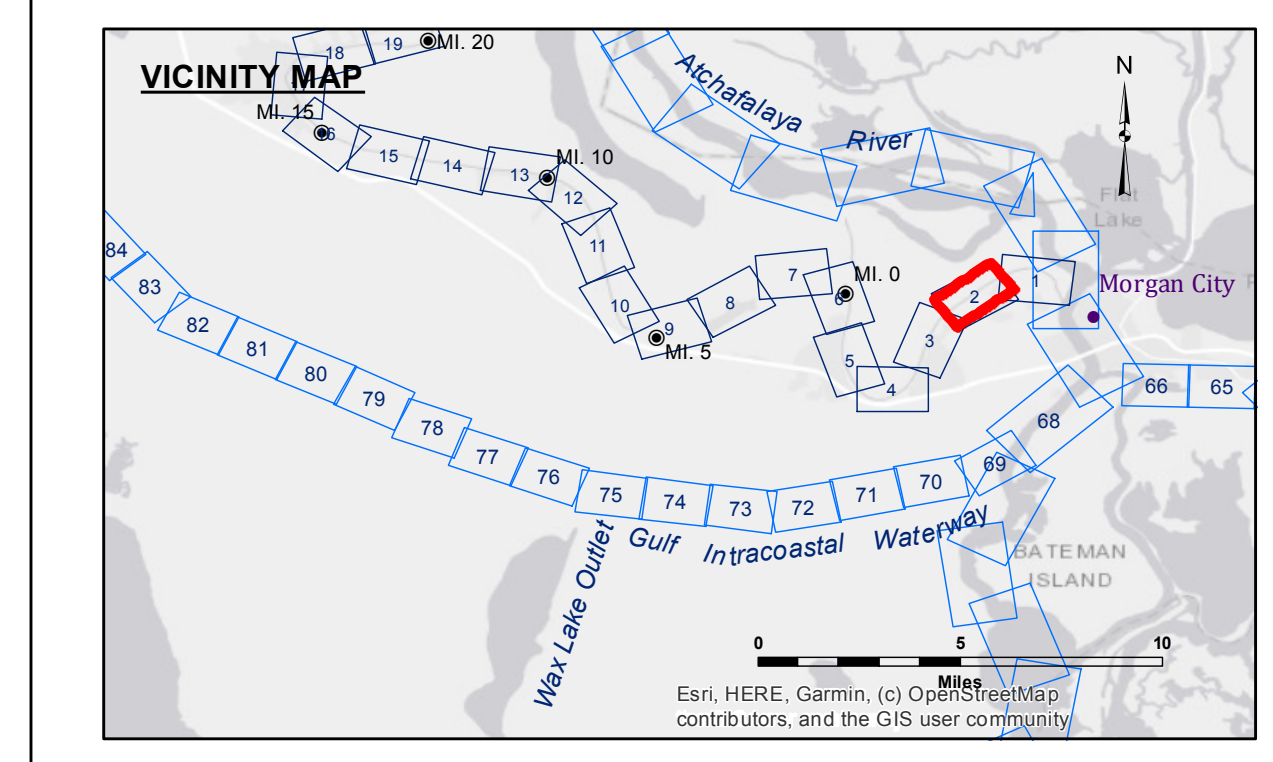 18
19
MI. 20
VICINITY MAP
MI. 15
16
15
14
13
MI. 10
12
11
10
9
MI. 5
8
7
MI. 0
6
5
4
3
2
1
Atchafalaya
River
N
Flat
Lake
Morgan City
84
83
82
81
80
79
78
77
76
75
74
73
72
71
70
69
68
66
65
Gulf Intracoastal Waterway
Wax Lake Outlet
BATEMAN
ISLAND
0 5 10
Miles
Esri, HERE, Garmin, (c) OpenStreetMap
contributors, and the GIS user community